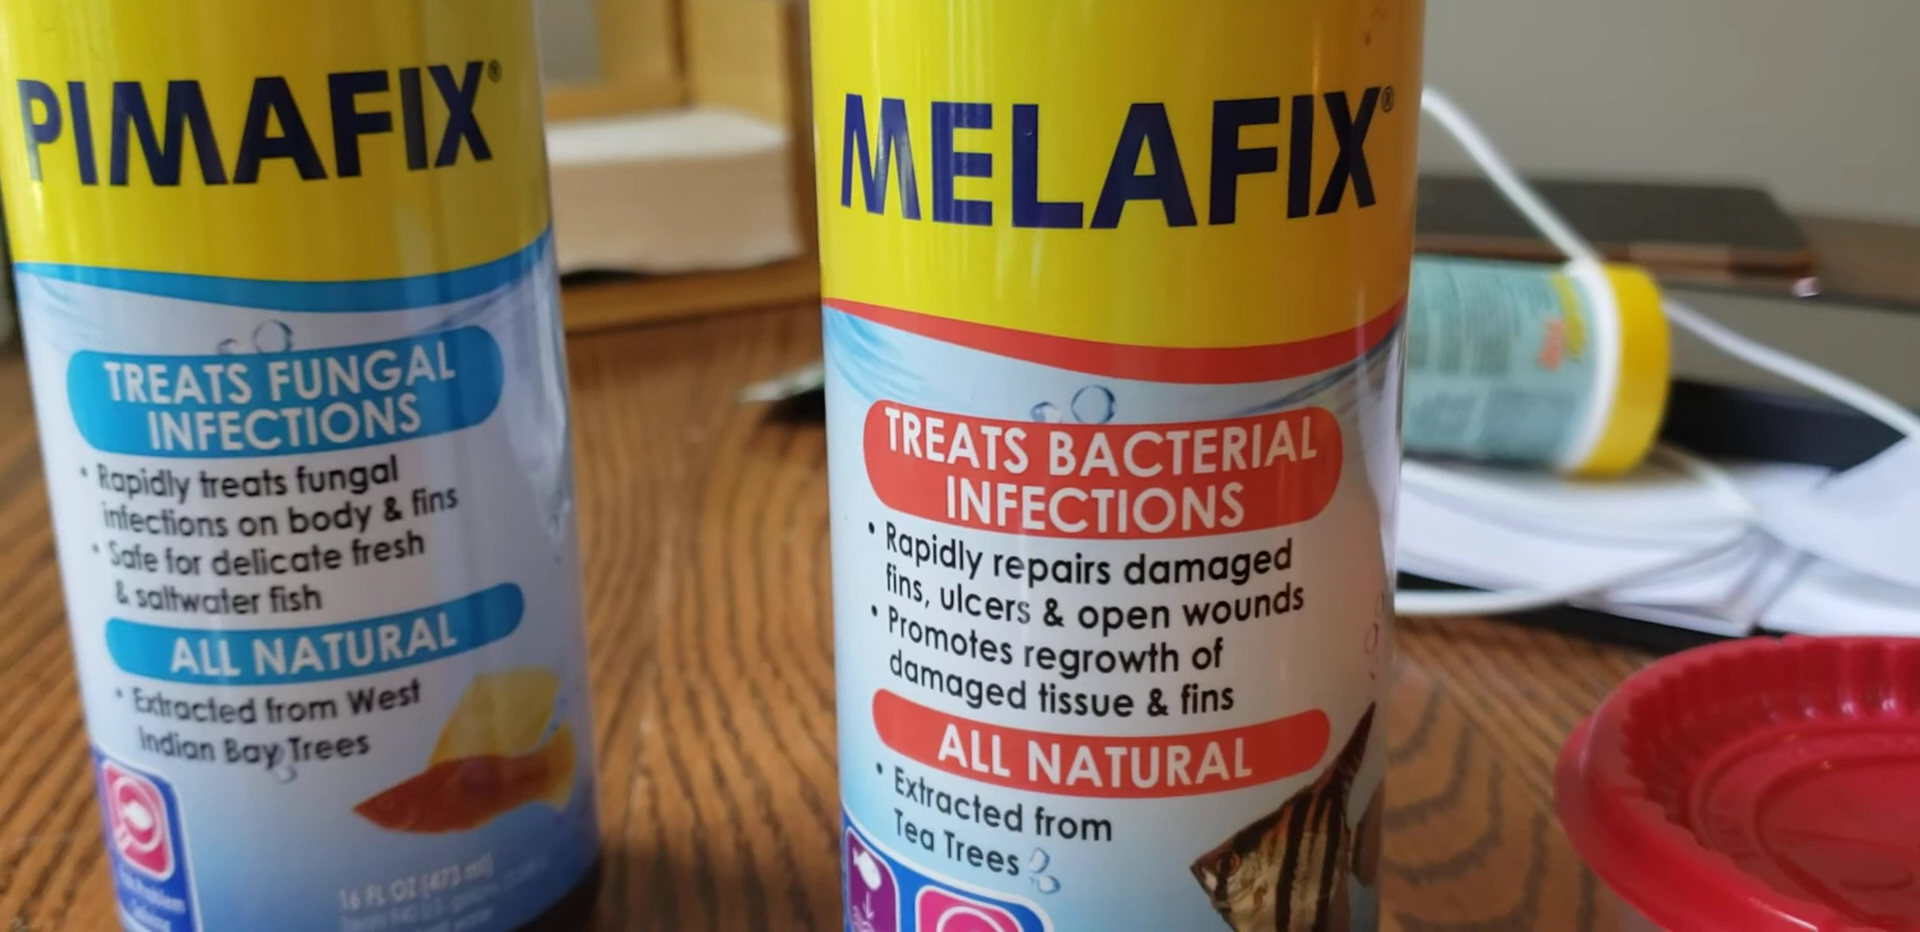 PIMAFIX®
TREATS FUNGAL
INFECTIONS
• Rapidly treats fungal
infections on body & fins
• Safe for delicate fresh
& saltwater fish
ALL NATURAL
• Extracted from West
Indian Bay Trees
16 FL OZ (473 ml)
MELAFIX®
TREATS BACTERIAL
INFECTIONS
• Rapidly repairs damaged
fins, ulcers & open wounds
• Promotes regrowth of
damaged tissue & fins
ALL NATURAL
• Extracted from
Tea Trees